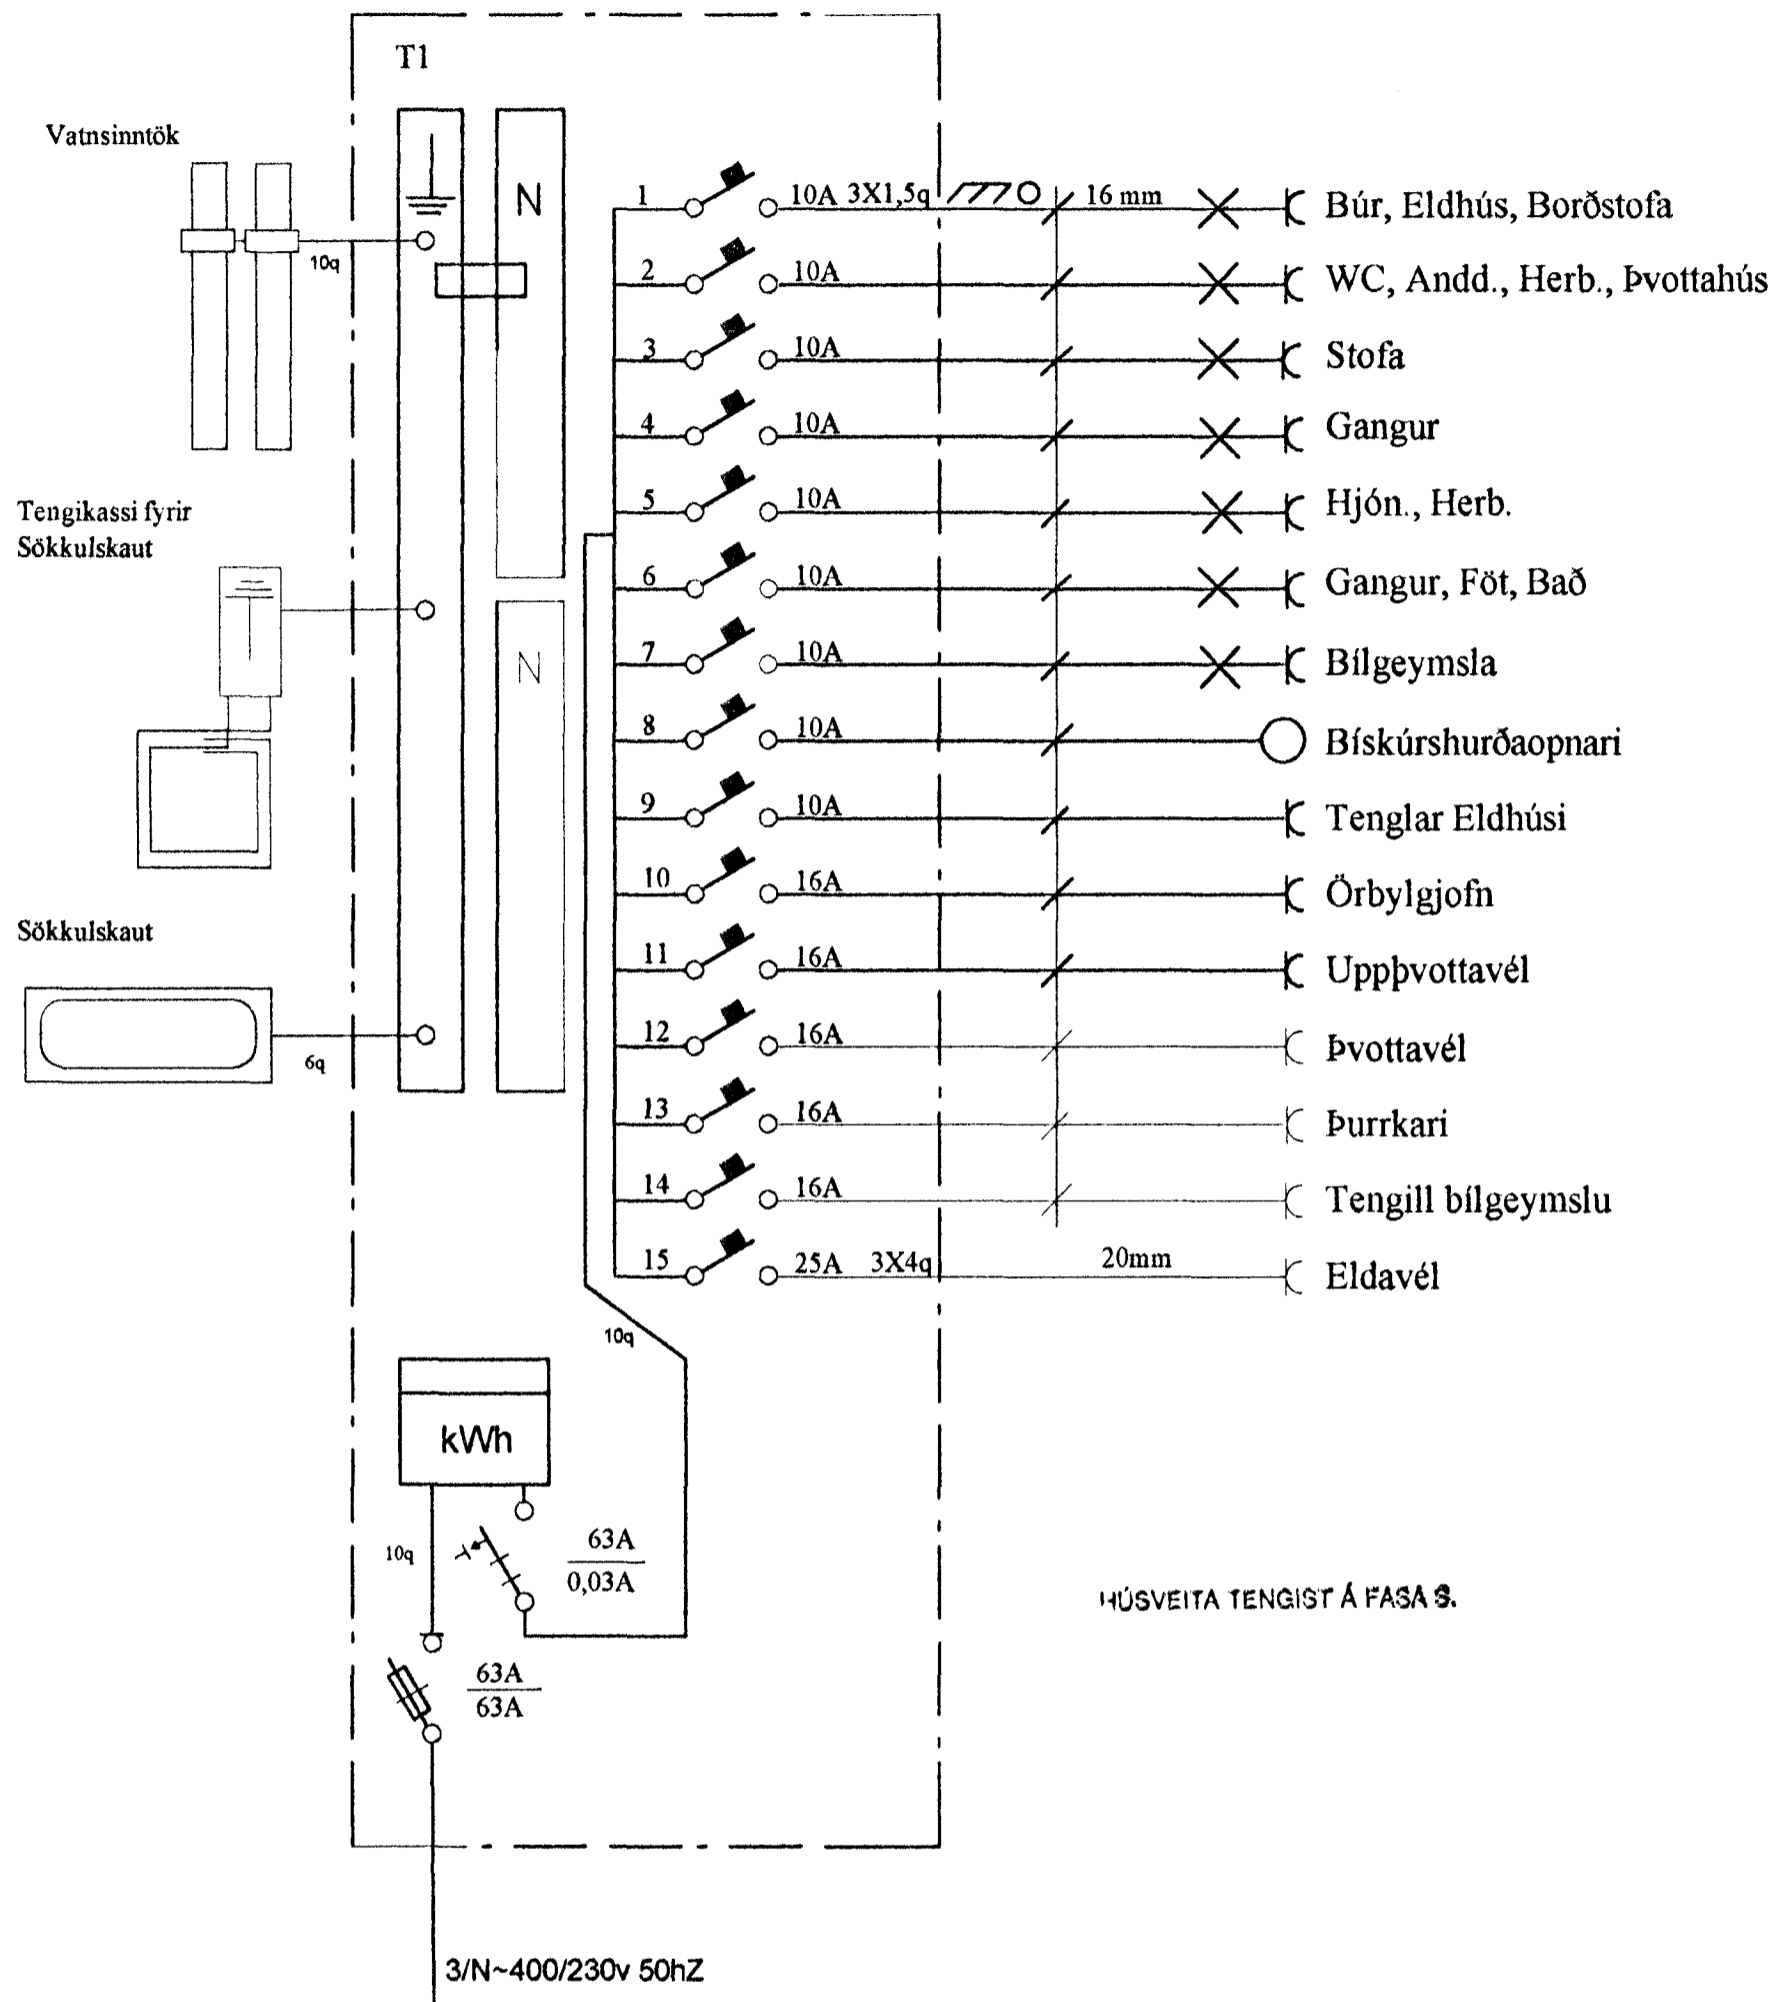 T1
Vatnsinntök
10q
N
1 10A 3X1,5q 16 mm Búr, Eldhús, Borðstofa
2 10A WC, Andd., Herb., Þvottahús
3 10A Stofa
4 10A Gangur
Tengikassi fyrir
Sökkulskaut
5 10A Hjón., Herb.
6 10A Gangur, Föt, Bað
N
7 10A Bílgeymsla
8 10A Bískúrshurðaopnari
9 10A Tenglar Eldhúsi
10 16A Örbylgjofn
Sökkulskaut
11 16A Uppþvottavél
6q
12 16A Þvottavél
13 16A Þurrkari
14 16A Tengill bílgeymslu
15 25A 3X4q 20mm Eldavél
10q
kWh
10q
63A
0,03A
HÚSVEITA TENGIST Á FASA S.
63A
63A
3/N~400/230v 50hZ